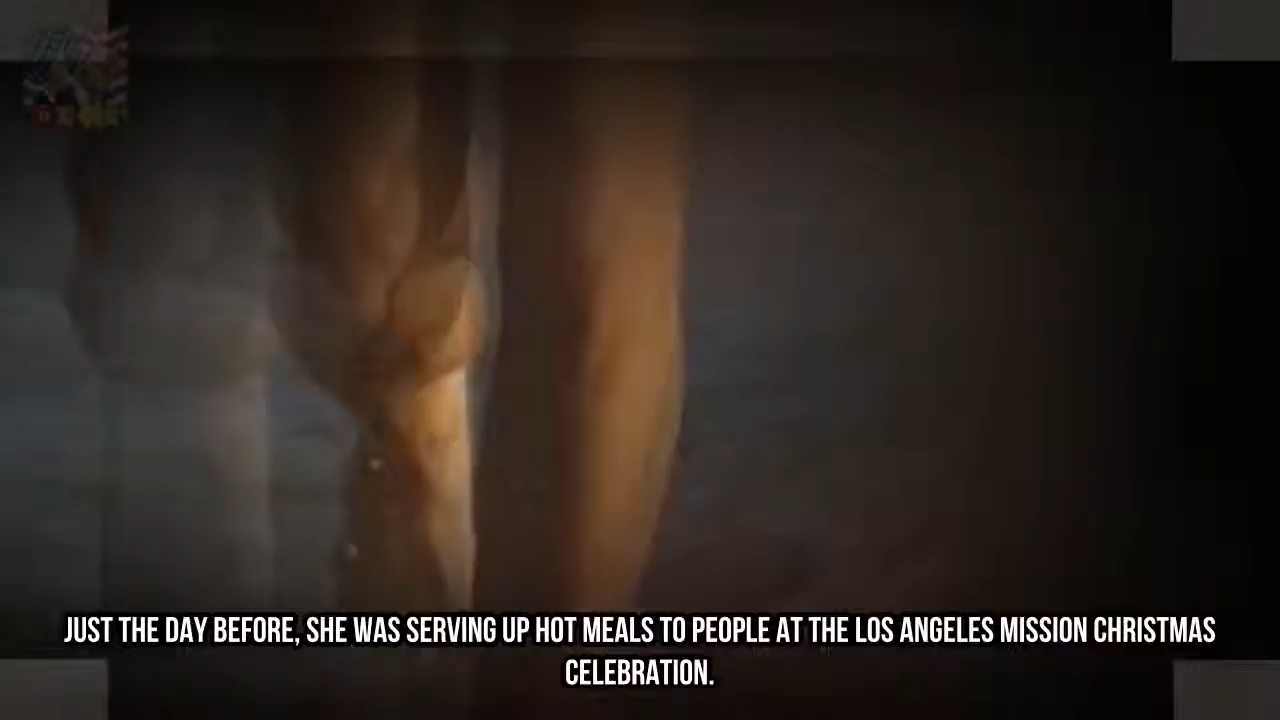 JUST THE DAY BEFORE, SHE WAS SERVING UP HOT MEALS TO PEOPLE AT THE LOS ANGELES MISSION CHRISTMAS
CELEBRATION.